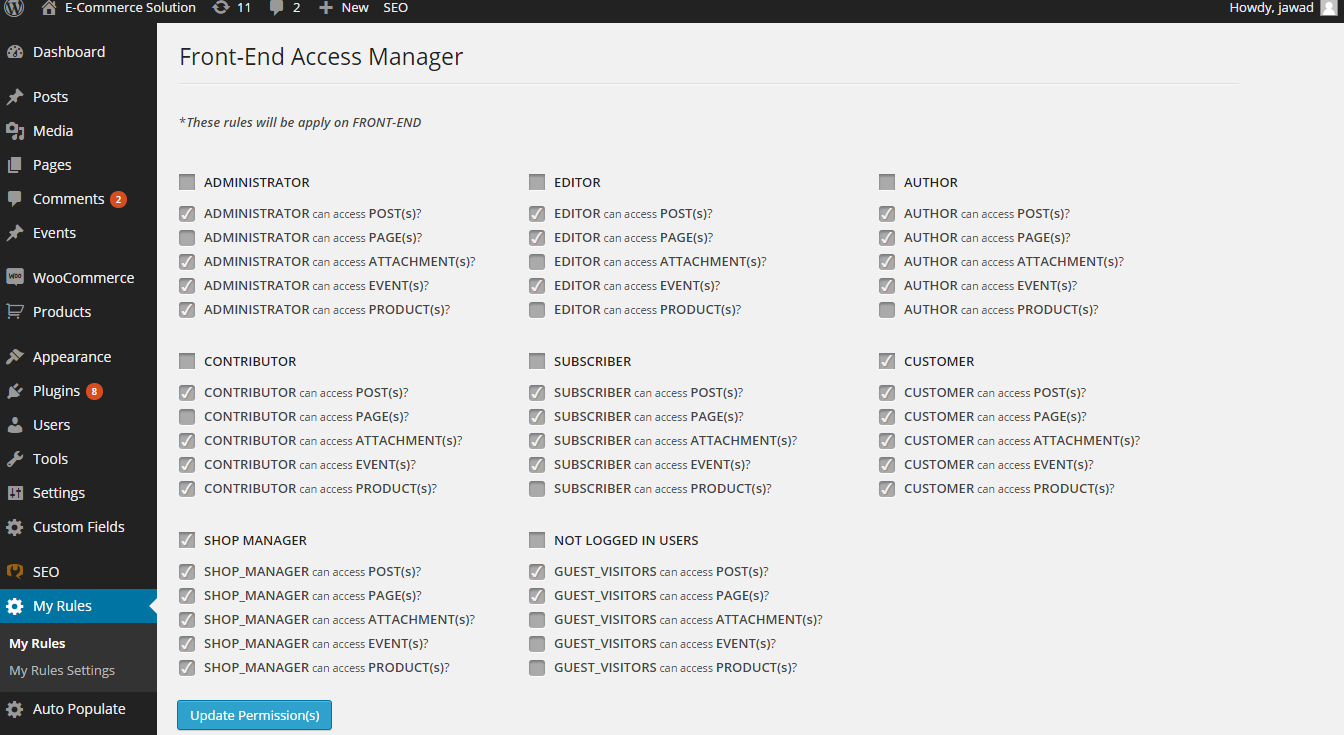 E-Commerce Solution 11 2 New SEO Howdy, jawad
Dashboard
Posts
Media
Pages
Comments 2
Events
WooCommerce
Products
Appearance
Plugins 8
Users
Tools
Settings
Custom Fields
SEO
My Rules
My Rules
My Rules Settings
Auto Populate
Front-End Access Manager
*These rules will be apply on FRONT-END
ADMINISTRATOR
ADMINISTRATOR can access POST(s)?
ADMINISTRATOR can access PAGE(s)?
ADMINISTRATOR can access ATTACHMENT(s)?
ADMINISTRATOR can access EVENT(s)?
ADMINISTRATOR can access PRODUCT(s)?
EDITOR
EDITOR can access POST(s)?
EDITOR can access PAGE(s)?
EDITOR can access ATTACHMENT(s)?
EDITOR can access EVENT(s)?
EDITOR can access PRODUCT(s)?
AUTHOR
AUTHOR can access POST(s)?
AUTHOR can access PAGE(s)?
AUTHOR can access ATTACHMENT(s)?
AUTHOR can access EVENT(s)?
AUTHOR can access PRODUCT(s)?
CONTRIBUTOR
CONTRIBUTOR can access POST(s)?
CONTRIBUTOR can access PAGE(s)?
CONTRIBUTOR can access ATTACHMENT(s)?
CONTRIBUTOR can access EVENT(s)?
CONTRIBUTOR can access PRODUCT(s)?
SUBSCRIBER
SUBSCRIBER can access POST(s)?
SUBSCRIBER can access PAGE(s)?
SUBSCRIBER can access ATTACHMENT(s)?
SUBSCRIBER can access EVENT(s)?
SUBSCRIBER can access PRODUCT(s)?
CUSTOMER
CUSTOMER can access POST(s)?
CUSTOMER can access PAGE(s)?
CUSTOMER can access ATTACHMENT(s)?
CUSTOMER can access EVENT(s)?
CUSTOMER can access PRODUCT(s)?
SHOP MANAGER
SHOP_MANAGER can access POST(s)?
SHOP_MANAGER can access PAGE(s)?
SHOP_MANAGER can access ATTACHMENT(s)?
SHOP_MANAGER can access EVENT(s)?
SHOP_MANAGER can access PRODUCT(s)?
NOT LOGGED IN USERS
GUEST_VISITORS can access POST(s)?
GUEST_VISITORS can access PAGE(s)?
GUEST_VISITORS can access ATTACHMENT(s)?
GUEST_VISITORS can access EVENT(s)?
GUEST_VISITORS can access PRODUCT(s)?
Update Permission(s)